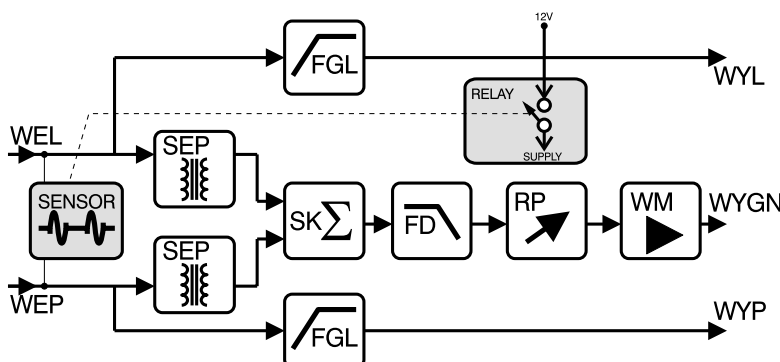 12V
FGL
WYL
RELAY
SUPPLY
WEL
SEP
SENSOR
SK Σ
FD
RP
WM
WYGN
SEP
WEP
FGL
WYP